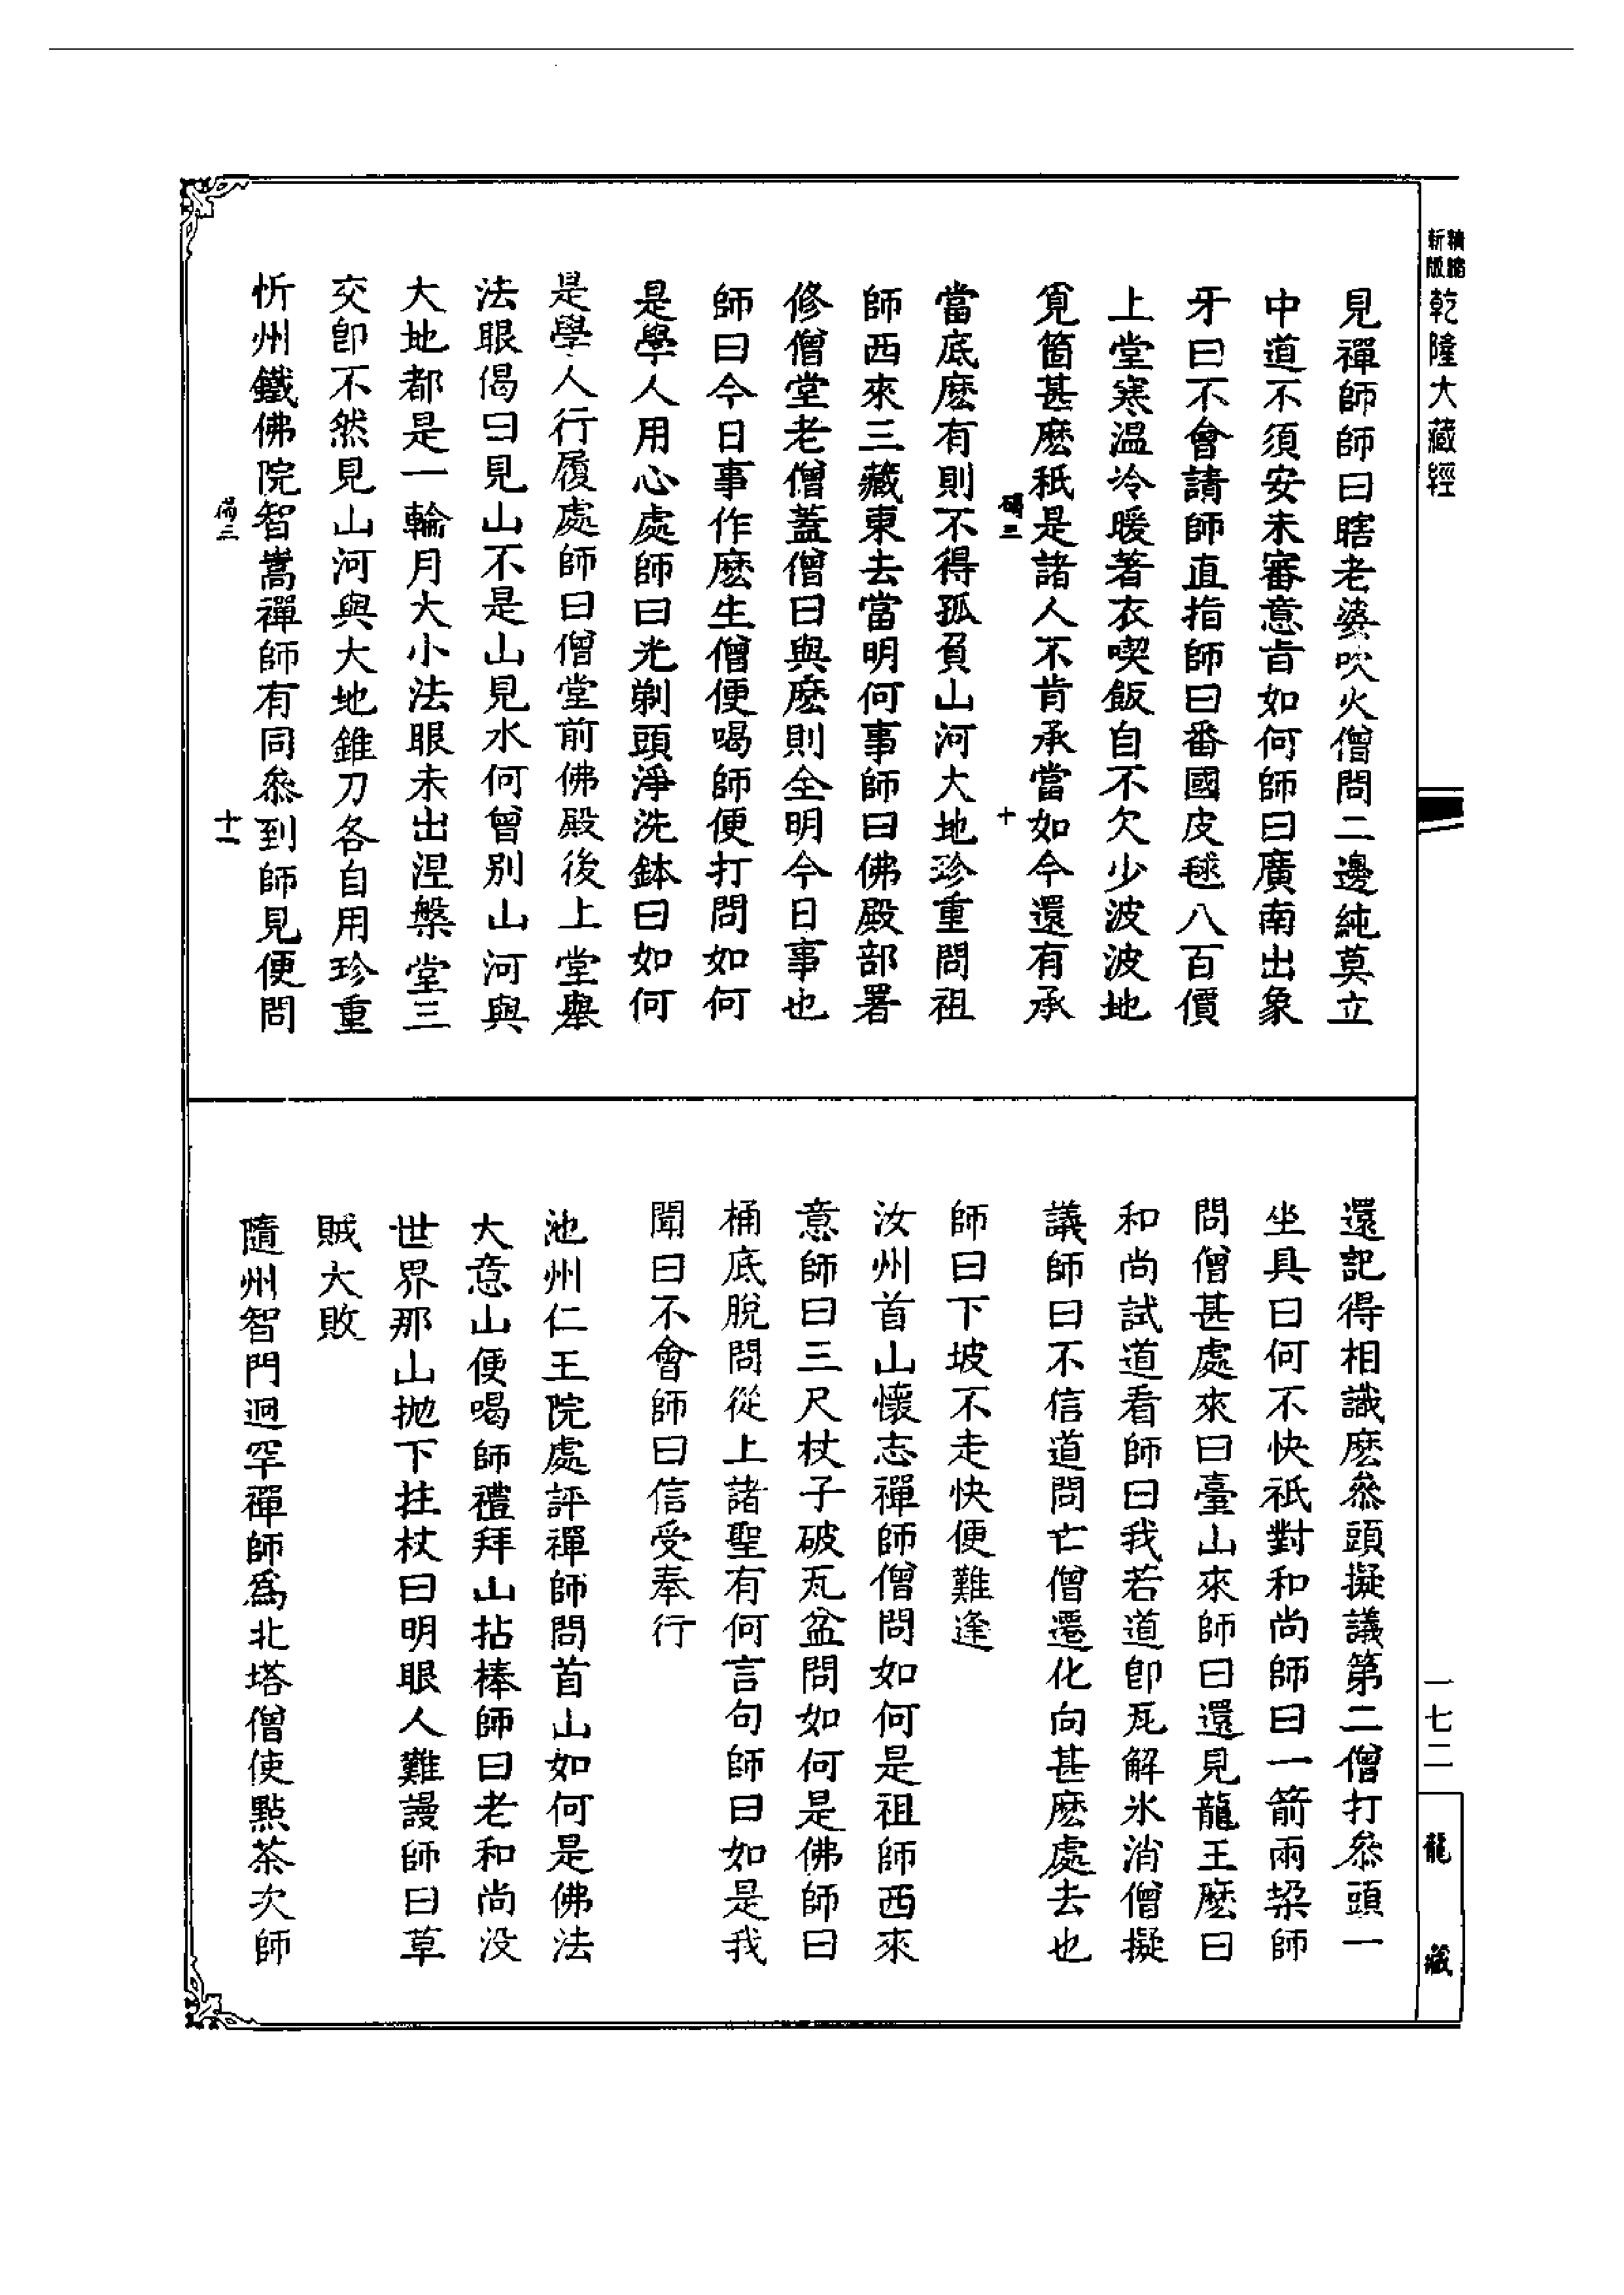 精縮
新版
乾隆大藏經
見禪師師曰瞎老婆吹火僧問二邊純莫立
中道不須安未審意旨如何師曰廣南出象
牙曰不會請師直指師曰番國皮毬八百價
上堂寒溫冷暖著衣喫飯自不欠少波波地
覓箇甚麼秖是諸人不肯承當如今還有承
三 十
當底麼有則不得孤負山河大地珍重問祖
師西來三藏東去當明何事師曰佛殿部署
修僧堂老僧蓋僧曰與麼則全明今日事也
師曰今日事作麼生僧便喝師便打問如何
是學人用心處師曰光剃頭淨洗鉢曰如何
是學人行履處師曰僧堂前佛殿後上堂舉
法眼偈曰見山不是山見水何曾別山河與
大地都是一輪月大小法眼未出涅槃堂三
交卽不然見山河與大地錐刀各自用珍重
忻州鐵佛院智嵩禪師有同叅到師見便問
三 十一
一七二
龍藏
還記得相識麼叅頭擬議第二僧打叅頭一
坐具曰何不快祇對和尚師曰一箭兩垜師
問僧甚處來曰臺山來師曰還見龍王麼曰
和尚試道看師曰我若道卽瓦解氷消僧擬
議師曰不信道問亡僧遷化向甚麼處去也
師曰下坡不走快便難逢
汝州首山懷志禪師僧問如何是祖師西來
意師曰三尺杖子破瓦盆問如何是佛師曰
桶底脫問從上諸聖有何言句師曰如是我
聞曰不會師曰信受奉行
池州仁王院處評禪師問首山如何是佛法
大意山便喝師禮拜山拈棒師曰老和尚沒
世界那山拋下拄杖曰明眼人難謾師曰草
賊大敗
隨州智門迥罕禪師爲北塔僧使點茶次師